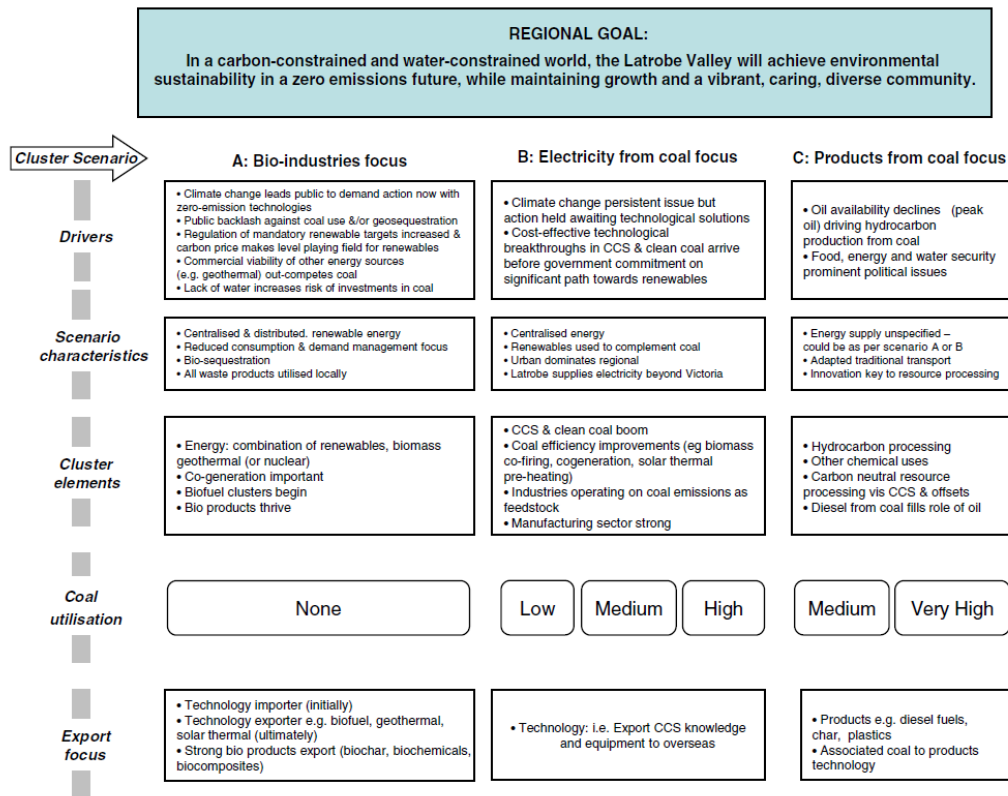 REGIONAL GOAL:
In a carbon-constrained and water-constrained world, the Latrobe Valley will achieve environmental
sustainability in a zero emissions future, while maintaining growth and a vibrant, caring, diverse community.
Cluster Scenario
A: Bio-industries focus
B: Electricity from coal focus
C: Products from coal focus
Drivers
• Climate change leads public to demand action now with
zero-emission technologies
• Public backlash against coal use &/or geosequestration
• Regulation of mandatory renewable targets increased &
carbon price makes level playing field for renewables
• Commercial viability of other energy sources
(e.g. geothermal) out-competes coal
• Lack of water increases risk of investments in coal
• Climate change persistent issue but
action held awaiting technological solutions
• Cost-effective technological
breakthroughs in CCS & clean coal arrive
before government commitment on
significant path towards renewables
• Oil availability declines (peak
oil) driving hydrocarbon
production from coal
• Food, energy and water security
prominent political issues
Scenario
characteristics
• Centralised & distributed. renewable energy
• Reduced consumption & demand management focus
• Bio-sequestration
• All waste products utilised locally
• Centralised energy
• Renewables used to complement coal
• Urban dominates regional
• Latrobe supplies electricity beyond Victoria
• Energy supply unspecified –
could be as per scenario A or B
• Adapted traditional transport
• Innovation key to resource processing
Cluster
elements
• Energy: combination of renewables, biomass
geothermal (or nuclear)
• Co-generation important
• Biofuel clusters begin
• Bio products thrive
• CCS & clean coal boom
• Coal efficiency improvements (eg biomass
co-firing, cogeneration, solar thermal
pre-heating)
• Industries operating on coal emissions as
feedstock
• Manufacturing sector strong
• Hydrocarbon processing
• Other chemical uses
• Carbon neutral resource
processing vis CCS & offsets
• Diesel from coal fills role of oil
Coal
utilisation
None
Low
Medium
High
Medium
Very High
Export
focus
• Technology importer (initially)
• Technology exporter e.g. biofuel, geothermal,
solar thermal (ultimately)
• Strong bio products export (biochar, biochemicals,
biocomposites)
• Technology: i.e. Export CCS knowledge
and equipment to overseas
• Products e.g. diesel fuels,
char, plastics
• Associated coal to products
technology